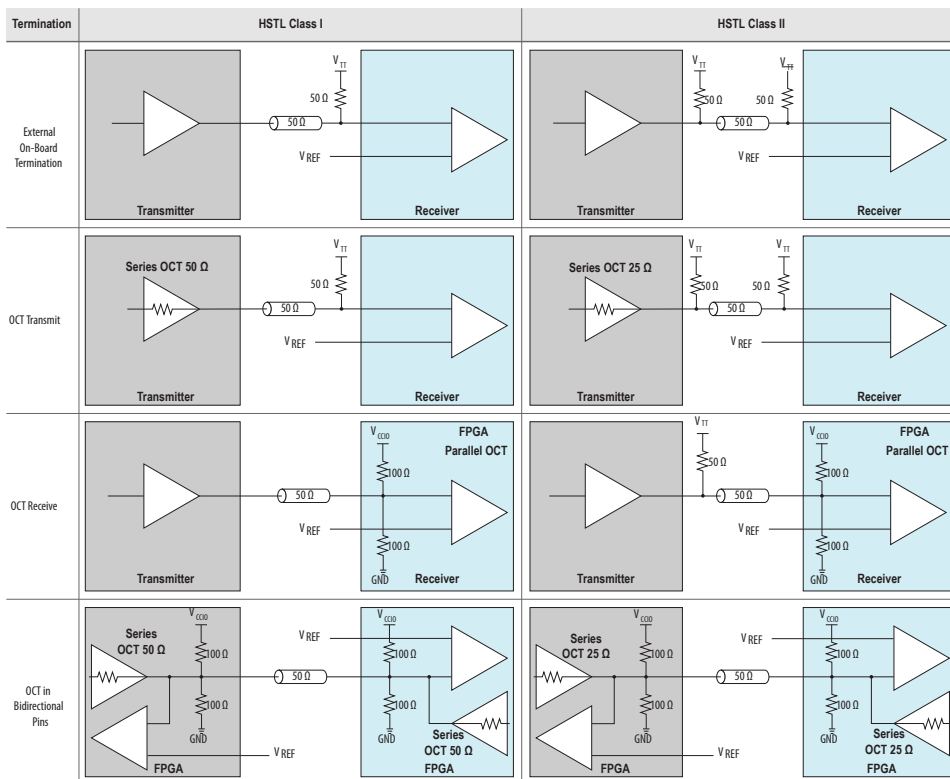 Termination
HSTL Class I
HSTL Class II
External
On-Board
Termination
V TT
50 Ω
50 Ω
V REF
Transmitter
Receiver
V TT
V TT
50 Ω
50 Ω
50 Ω
V REF
Transmitter
Receiver
OCT Transmit
Series OCT 50 Ω
V TT
50 Ω
50 Ω
V REF
Transmitter
Receiver
Series OCT 25 Ω
V TT
V TT
50 Ω
50 Ω
50 Ω
V REF
Transmitter
Receiver
OCT Receive
V CCIO
FPGA
Parallel OCT
100 Ω
50 Ω
V REF
100 Ω
GND
Transmitter
Receiver
V TT
50 Ω
V CCIO
FPGA
Parallel OCT
100 Ω
50 Ω
V REF
100 Ω
GND
Transmitter
Receiver
OCT in
Bidirectional
Pins
Series
OCT 50 Ω
V CCIO
100 Ω
100 Ω
GND
50 Ω
V REF
V CCIO
100 Ω
100 Ω
GND
Series
OCT 50 Ω
V REF
FPGA
FPGA
Series
OCT 25 Ω
V CCIO
100 Ω
100 Ω
GND
50 Ω
V REF
V CCIO
100 Ω
100 Ω
GND
Series
OCT 25 Ω
V REF
FPGA
FPGA